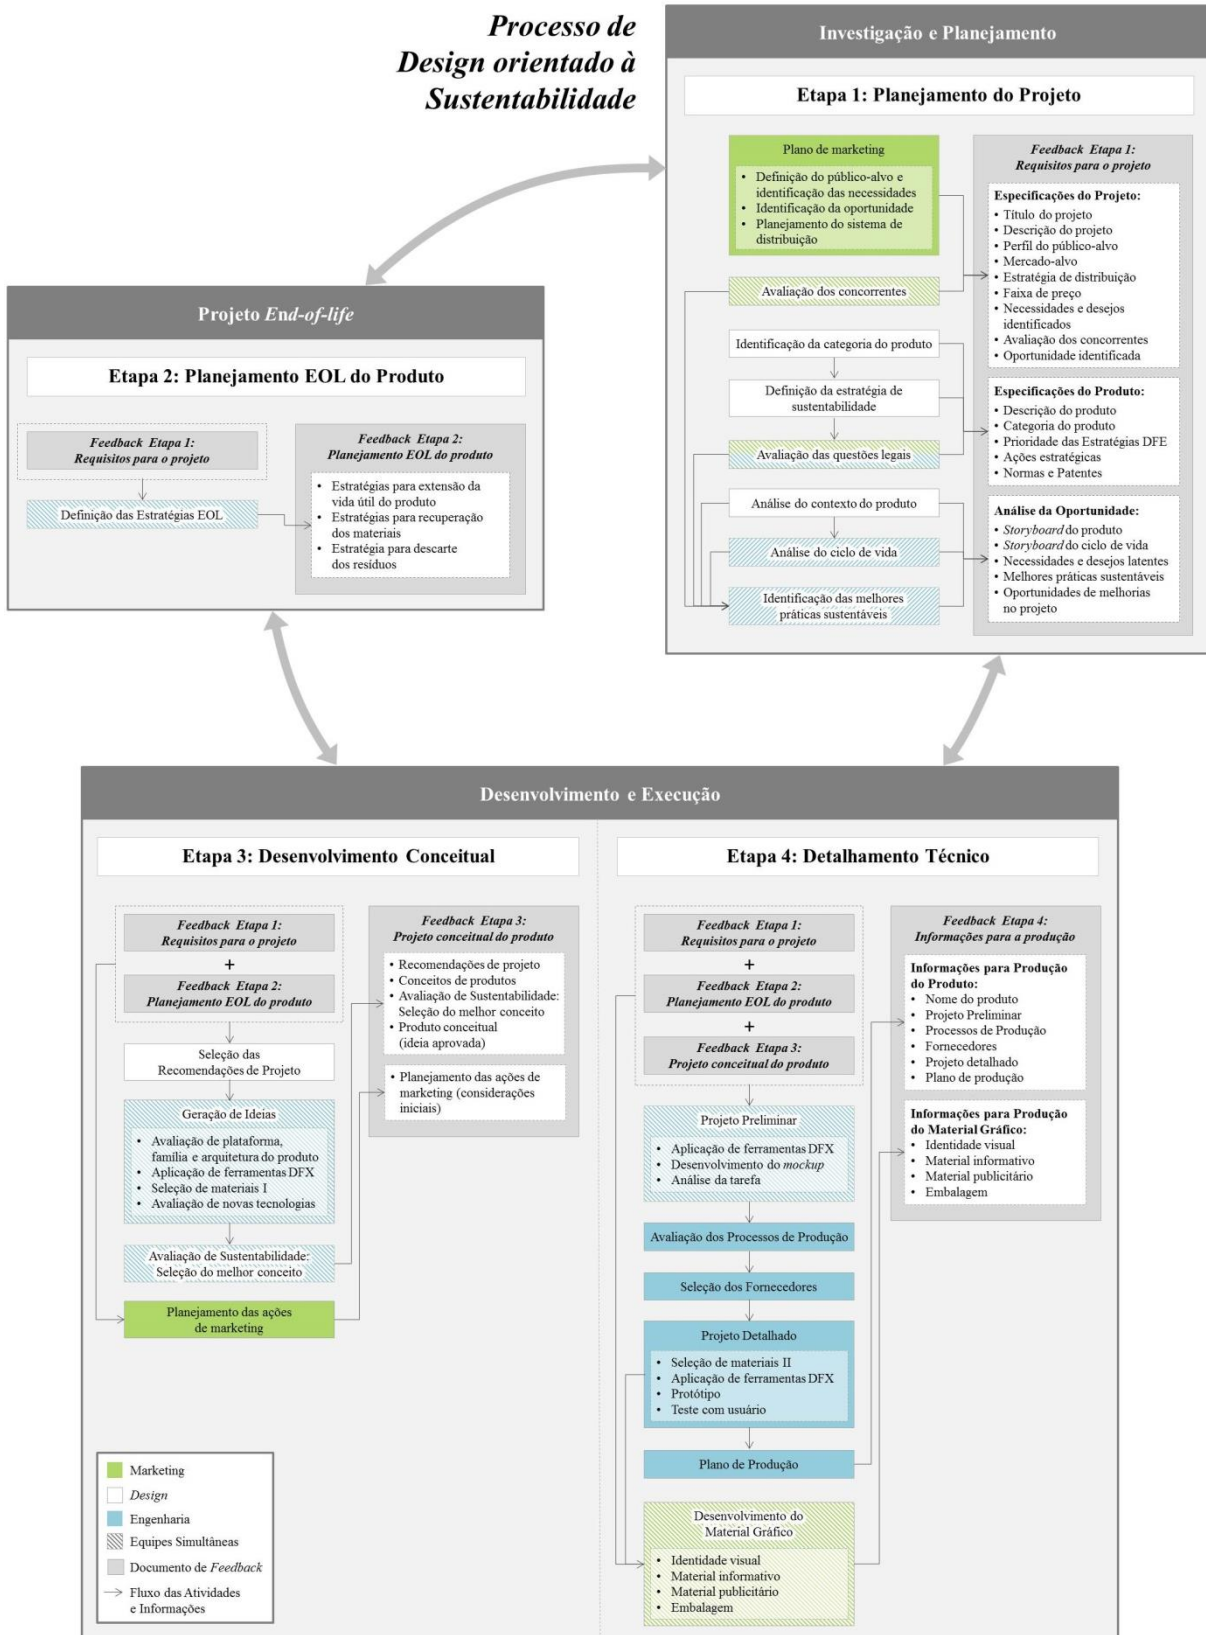 Processo de
Design orientado à
Sustentabilidade
Investigação e Planejamento
Etapa 1: Planejamento do Projeto
Plano de marketing
• Definição do público-alvo e
identificação das necessidades
• Identificação da oportunidade
• Planejamento do sistema de
distribuição
Avaliação dos concorrentes
Identificação da categoria do produto
Definição da estratégia de
sustentabilidade
Avaliação das questões legais
Análise do contexto do produto
Análise do ciclo de vida
Identificação das melhores
práticas sustentáveis
Feedback Etapa 1:
Requisitos para o projeto
Especificações do Projeto:
• Título do projeto
• Descrição do projeto
• Perfil do público-alvo
• Mercado-alvo
• Estratégia de distribuição
• Faixa de preço
• Necessidades e desejos
identificados
• Avaliação dos concorrentes
• Oportunidade identificada
Especificações do Produto:
• Descrição do produto
• Categoria do produto
• Prioridade das Estratégias DFE
• Ações estratégicas
• Normas e Patentes
Análise da Oportunidade:
• Storyboard do produto
• Storyboard do ciclo de vida
• Necessidades e desejos latentes
• Melhores práticas sustentáveis
• Oportunidades de melhorias
no projeto
Projeto End-of-life
Etapa 2: Planejamento EOL do Produto
Feedback Etapa 1:
Requisitos para o projeto
Definição das Estratégias EOL
Feedback Etapa 2:
Planejamento EOL do produto
• Estratégias para extensão da
vida útil do produto
• Estratégias para recuperação
dos materiais
• Estratégia para descarte
dos resíduos
Desenvolvimento e Execução
Etapa 3: Desenvolvimento Conceitual
Feedback Etapa 1:
Requisitos para o projeto
+
Feedback Etapa 2:
Planejamento EOL do produto
Seleção das
Recomendações de Projeto
Geração de Ideias
• Avaliação de plataforma,
família e arquitetura do produto
• Aplicação de ferramentas DFX
• Seleção de materiais I
• Avaliação de novas tecnologias
Avaliação de Sustentabilidade:
Seleção do melhor conceito
Planejamento das ações
de marketing
Feedback Etapa 3:
Projeto conceitual do produto
• Recomendações de projeto
• Conceitos de produtos
• Avaliação de Sustentabilidade:
Seleção do melhor conceito
• Produto conceitual
(ideia aprovada)
• Planejamento das ações de
marketing (considerações
iniciais)
Etapa 4: Detalhamento Técnico
Feedback Etapa 1:
Requisitos para o projeto
+
Feedback Etapa 2:
Planejamento EOL do produto
+
Feedback Etapa 3:
Projeto conceitual do produto
Projeto Preliminar
• Aplicação de ferramentas DFX
• Desenvolvimento do mockup
• Análise da tarefa
Avaliação dos Processos de Produção
Seleção dos Fornecedores
Projeto Detalhado
• Seleção de materiais II
• Aplicação de ferramentas DFX
• Protótipo
• Teste com usuário
Plano de Produção
Desenvolvimento do
Material Gráfico
• Identidade visual
• Material informativo
• Material publicitário
• Embalagem
Feedback Etapa 4:
Informações para a produção
Informações para Produção
do Produto:
• Nome do produto
• Projeto Preliminar
• Processos de Produção
• Fornecedores
• Projeto detalhado
• Plano de produção
Informações para Produção
do Material Gráfico:
• Identidade visual
• Material informativo
• Material publicitário
• Embalagem
Marketing
Design
Engenharia
Equipes Simultâneas
Documento de Feedback
Fluxo das Atividades
e Informações